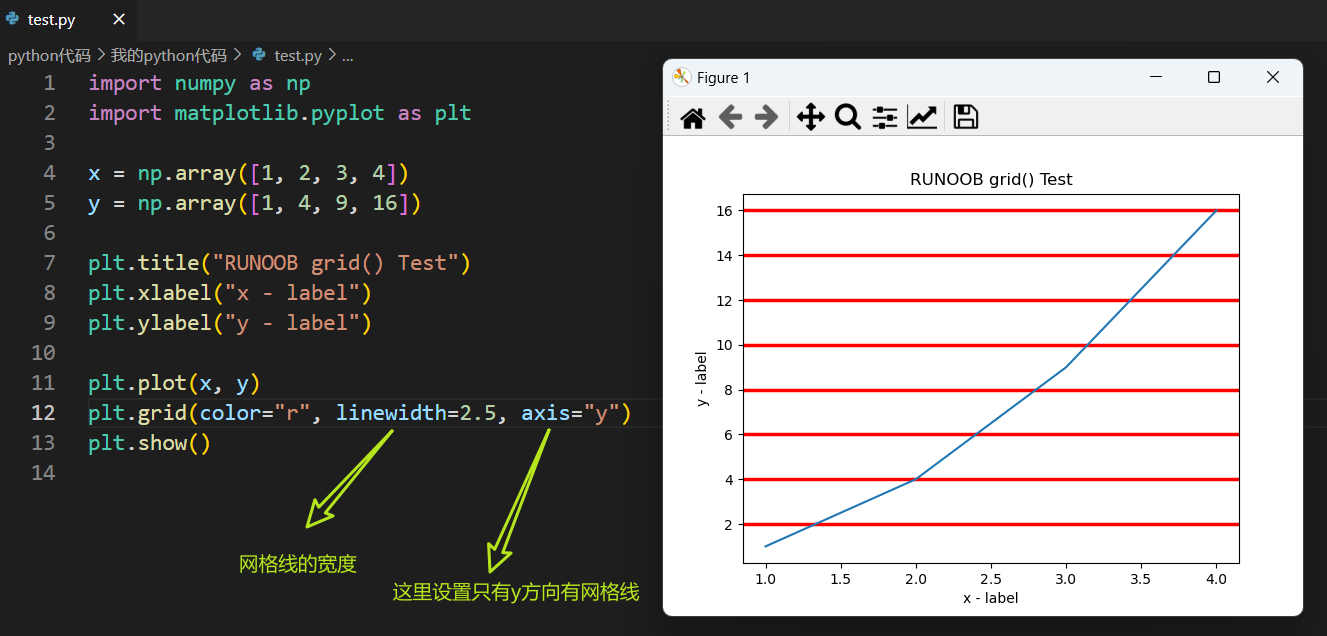 test.py
python代码 > 我的python代码 > test.py > ...
1 import numpy as np
2 import matplotlib.pyplot as plt
3
4 x = np.array([1, 2, 3, 4])
5 y = np.array([1, 4, 9, 16])
6
7 plt.title("RUNOOB grid() Test")
8 plt.xlabel("x - label")
9 plt.ylabel("y - label")
10
11 plt.plot(x, y)
12 plt.grid(color="r", linewidth=2.5, axis="y")
13 plt.show()
14
网格线的宽度
这里设置只有y方向有网格线
Figure 1
RUNOOB grid() Test
16
14
12
10
8
6
4
2
y - label
1.0 1.5 2.0 2.5 3.0 3.5 4.0
x - label